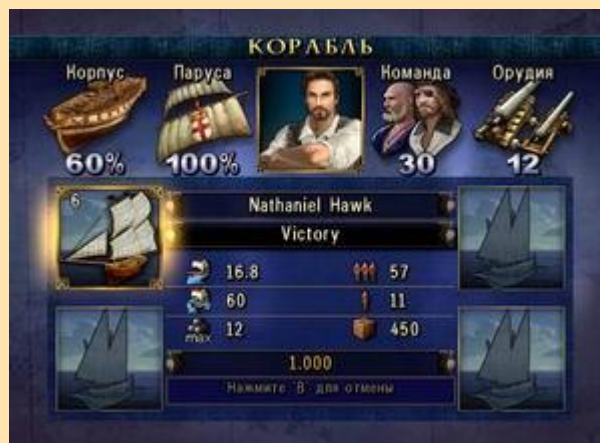 КОРАБЛЬ
Корпус Паруса Команда Орудия
60% 100% 30 12
6
Nathaniel Hawk
Victory
16.8 57
60 11
max 12 450
1.000
Нажмите 'B' для отмены